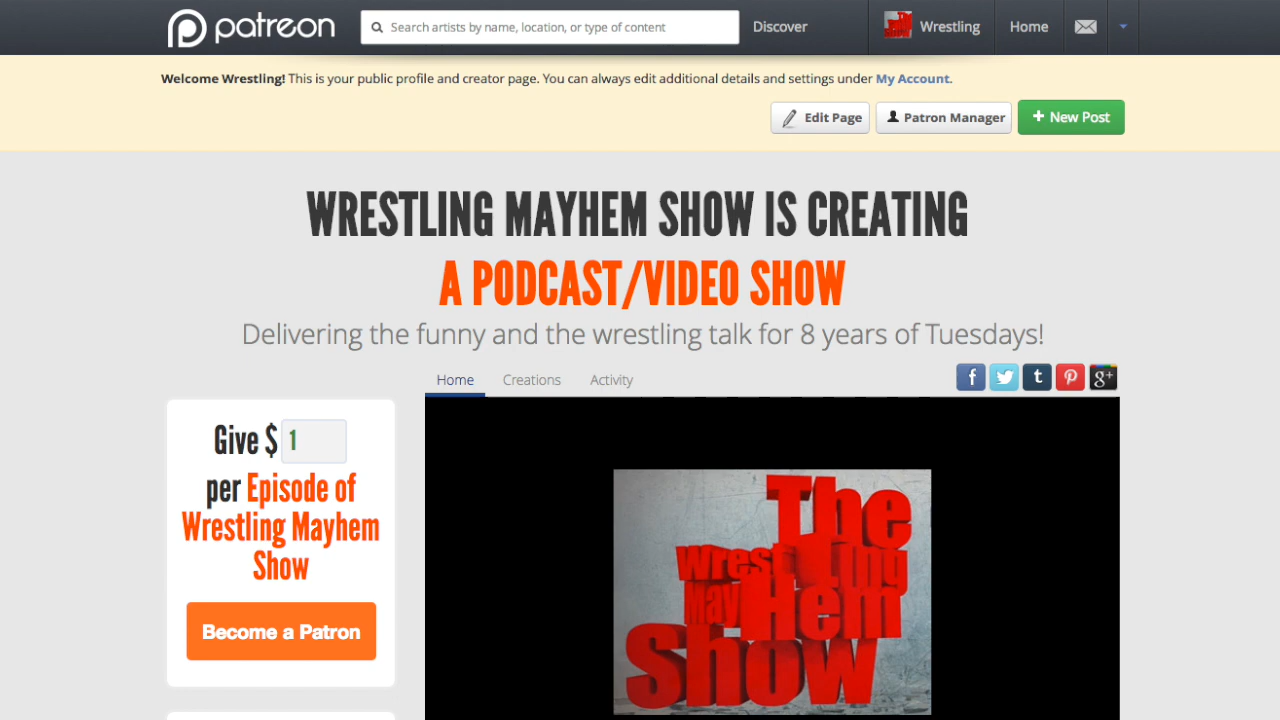 patreon
Search artists by name, location, or type of content
Discover
Wrestling
Home
Welcome Wrestling! This is your public profile and creator page. You can always edit additional details and settings under My Account.
Edit Page
Patron Manager
+ New Post
WRESTLING MAYHEM SHOW IS CREATING
A PODCAST/VIDEO SHOW
Delivering the funny and the wrestling talk for 8 years of Tuesdays!
Home
Creations
Activity
f
t
g+
Give $ 1
per Episode of
Wrestling Mayhem
Show
Become a Patron
The
Wrestling
MayHem
Show